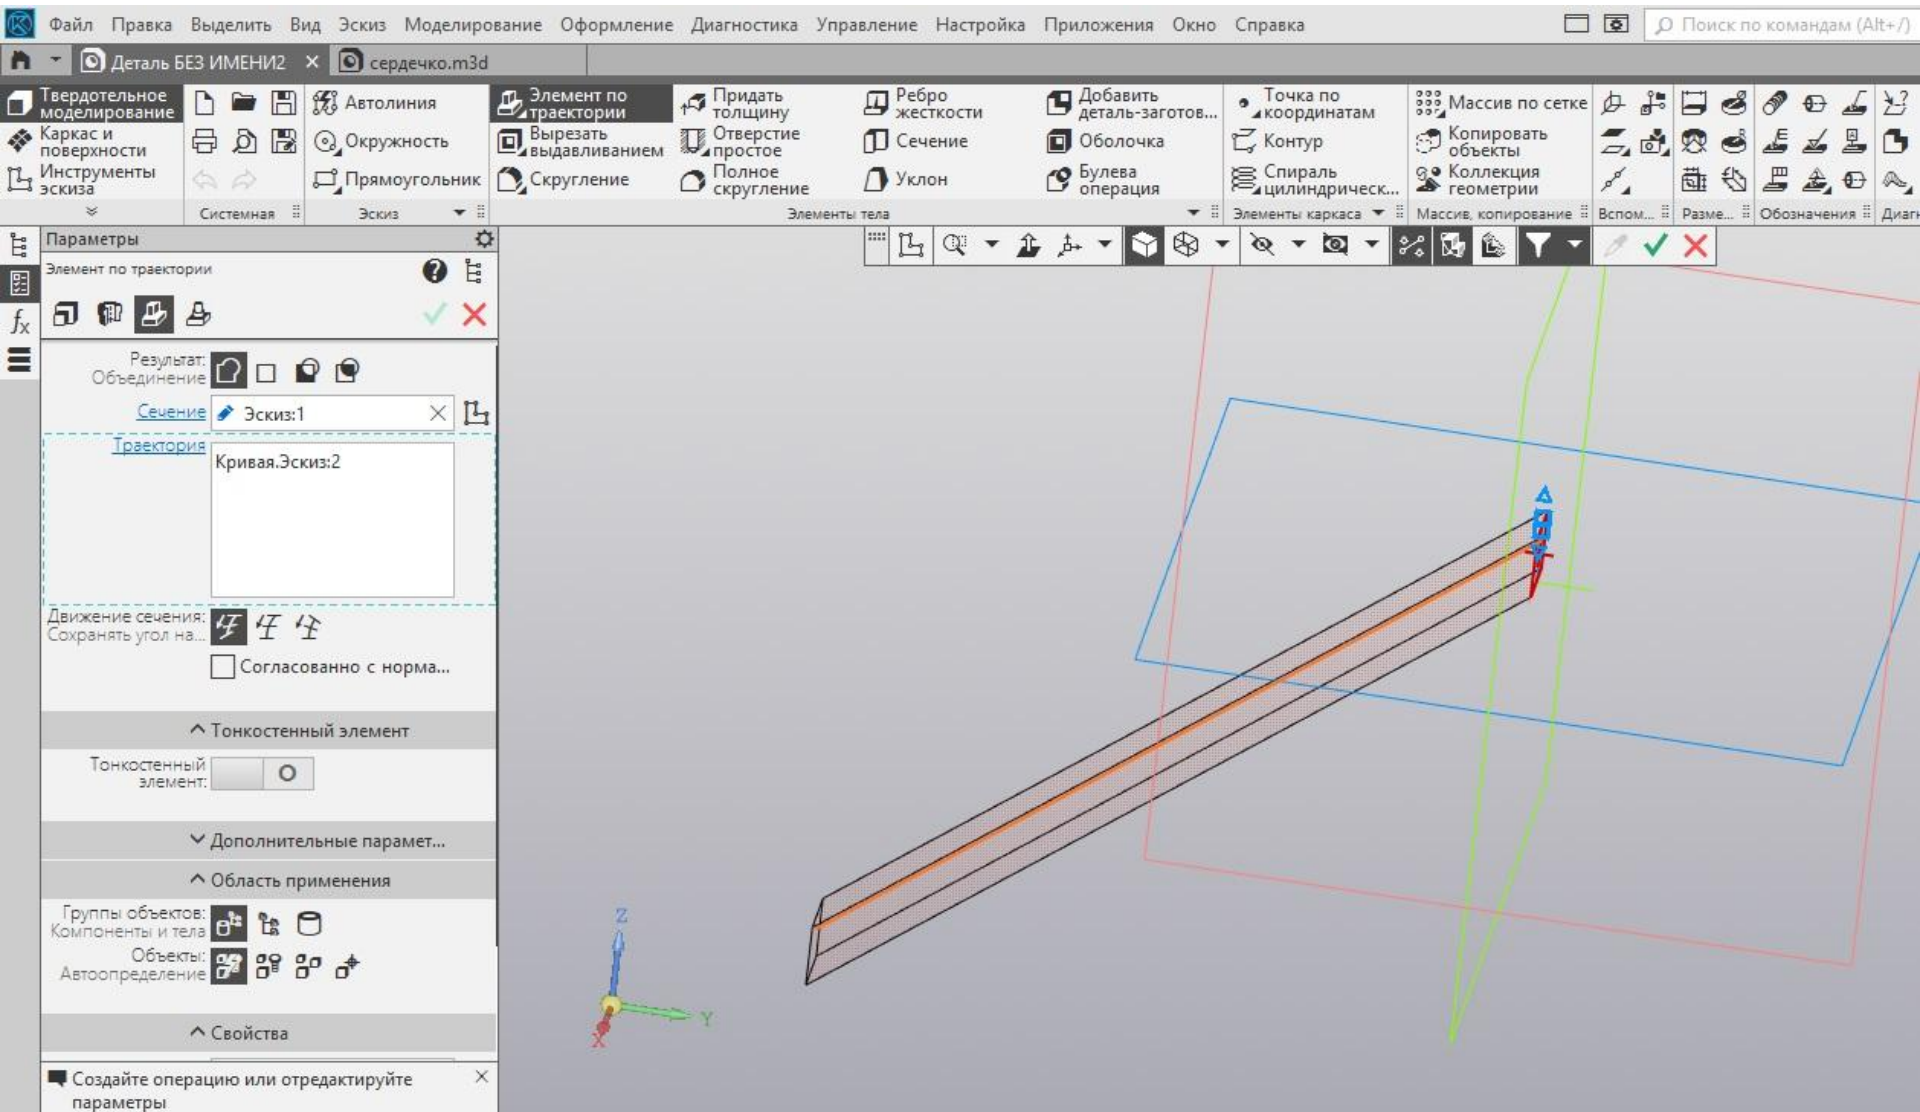 Файл Правка Выделить Вид Эскиз Моделирование Оформление Диагностика Управление Настройка Приложения Окно Справка Поиск по командам (Alt+/)
Деталь БЕЗ ИМЕНИ2 сердечко.m3d
Твердотельное моделирование
Каркас и поверхности
Инструменты эскиза
Системная
Автолиния
Окружность
Прямоугольник
Эскиз
Элемент по траектории
Вырезать выдавливанием
Скругление
Придать толщину
Отверстие простое
Полное скругление
Ребро жесткости
Сечение
Уклон
Добавить деталь-заготов...
Оболочка
Булева операция
Элементы тела
Точка по координатам
Контур
Спираль цилиндрическ...
Элементы каркаса
Массив по сетке
Копировать объекты
Коллекция геометрии
Массив, копирование
Вспом...
Разме...
Обозначения
Диагн
Параметры
Элемент по траектории
Результат:
Объединение
Сечение Эскиз:1
Траектория
Кривая.Эскиз:2
Движение сечения:
Сохранять угол на...
Согласованно с норма...
Тонкостенный элемент
Тонкостенный
элемент:
Дополнительные парамет...
Область применения
Группы объектов:
Компоненты и тела
Объекты:
Автоопределение
Свойства
Создайте операцию или отредактируйте
параметры
Z
Y
X